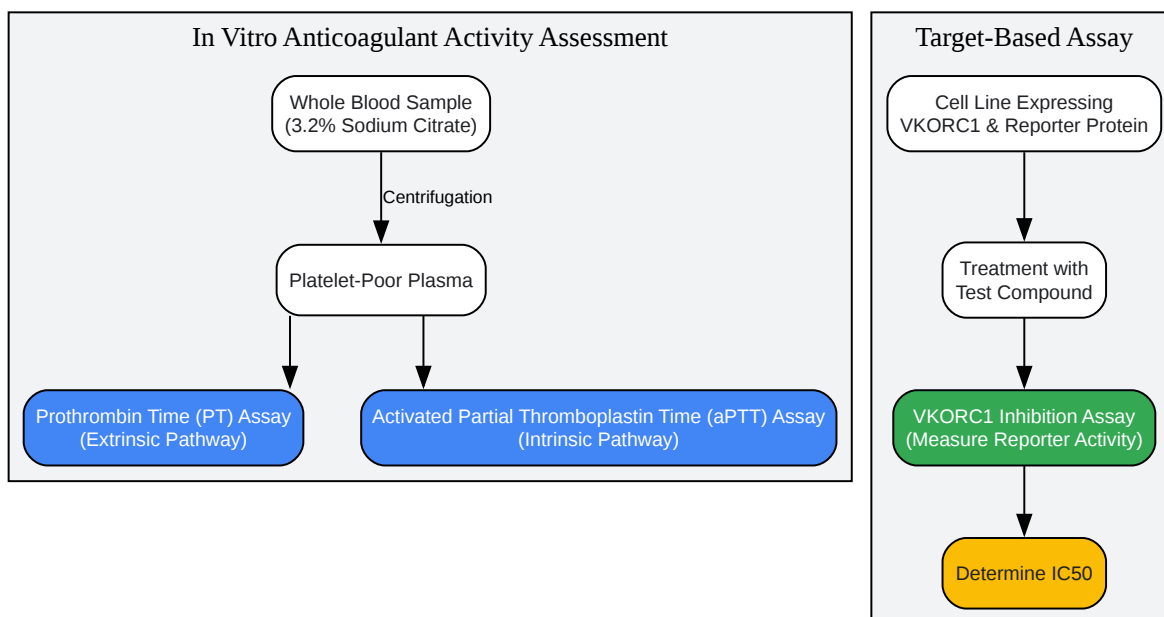 In Vitro Anticoagulant Activity Assessment
Whole Blood Sample
(3.2% Sodium Citrate)
Centrifugation
Platelet-Poor Plasma
Prothrombin Time (PT) Assay
(Extrinsic Pathway)
Activated Partial Thromboplastin Time (aPTT) Assay
(Intrinsic Pathway)
Target-Based Assay
Cell Line Expressing
VKORC1 & Reporter Protein
Treatment with
Test Compound
VKORC1 Inhibition Assay
(Measure Reporter Activity)
Determine IC50